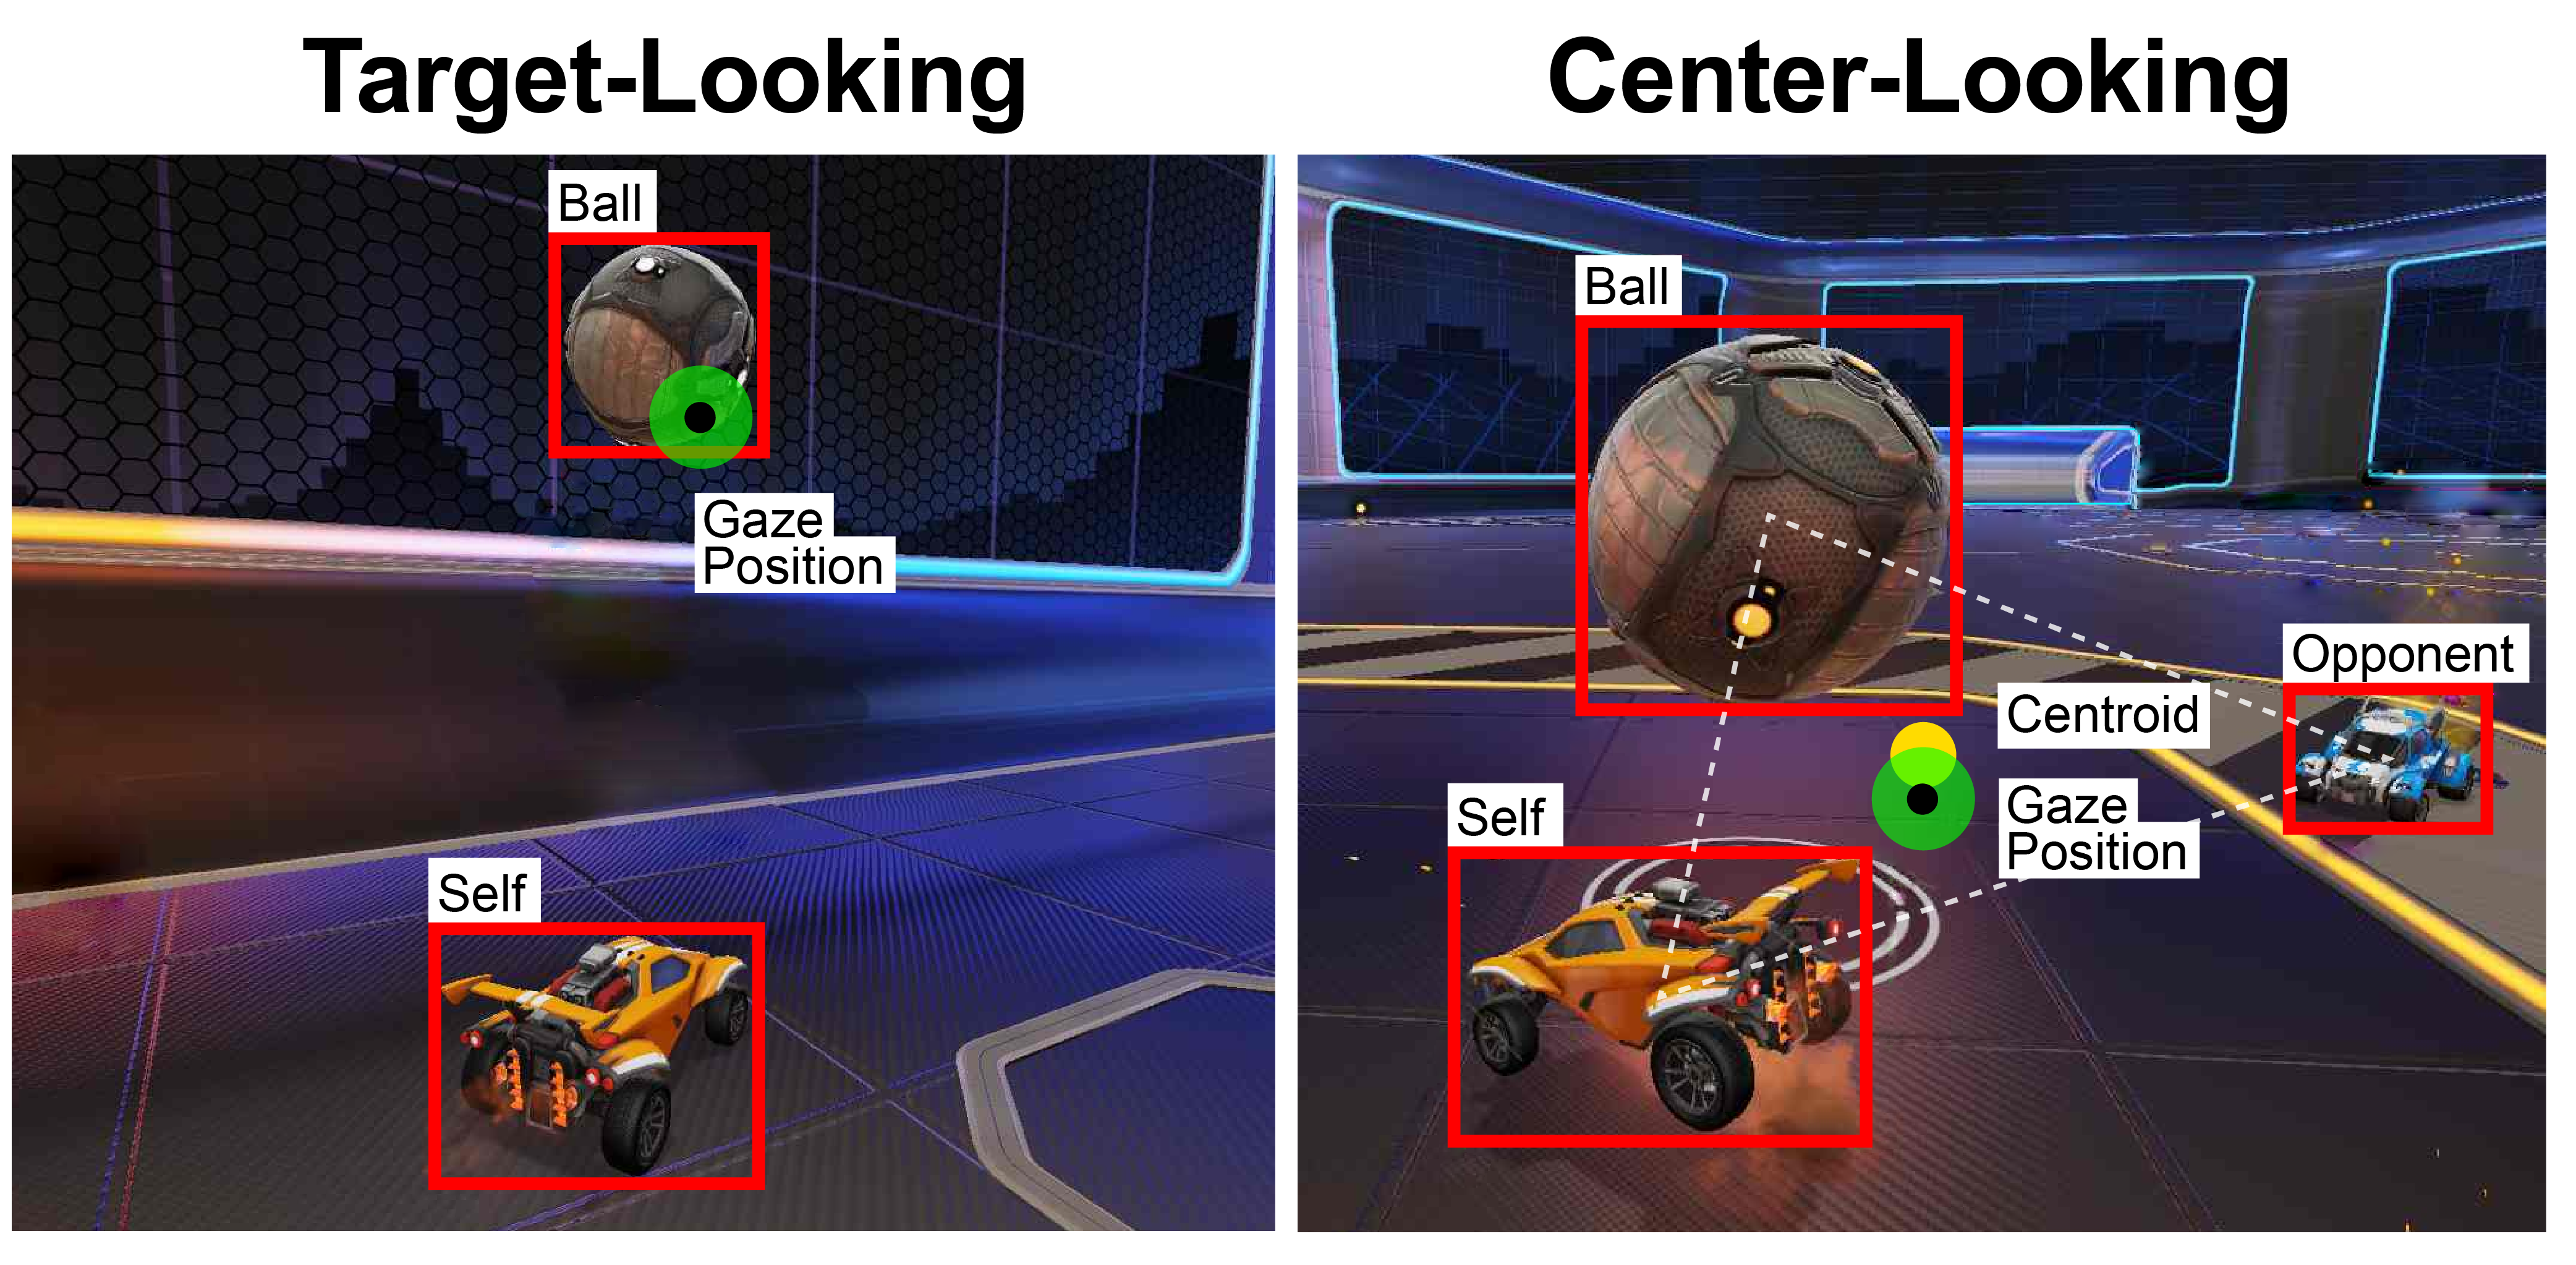 Target-Looking
Ball
Gaze
Position
Self
Center-Looking
Ball
Opponent
Centroid
Gaze
Position
Self